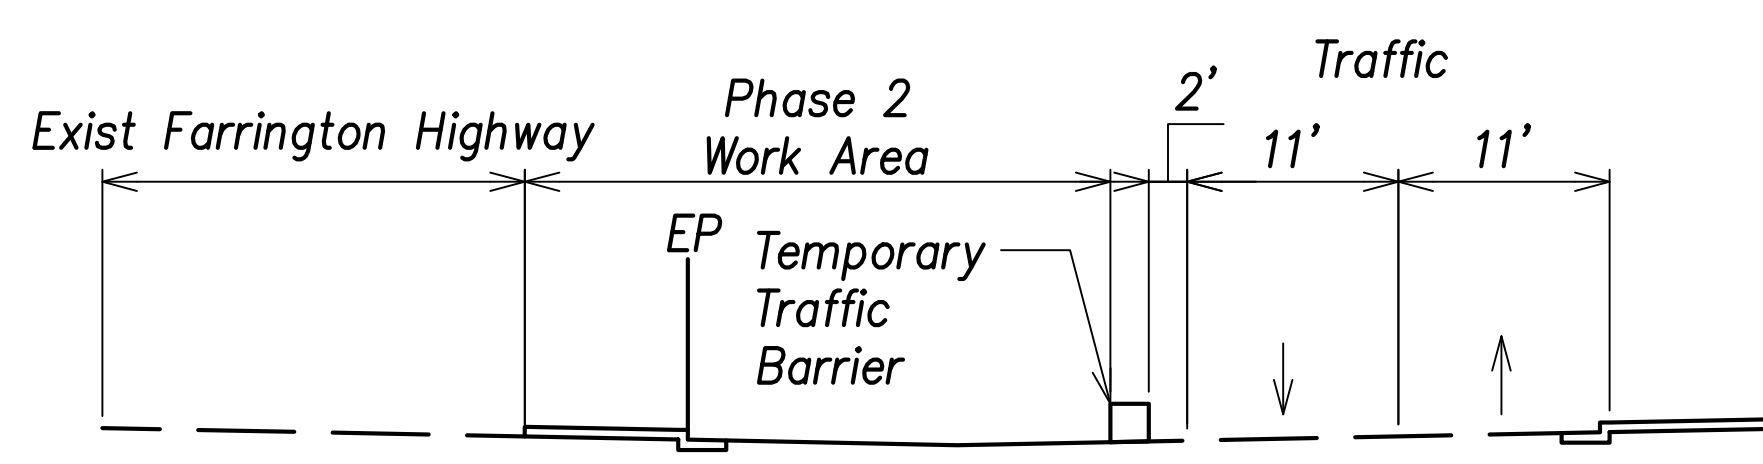 Traffic
Phase 2
Work Area
2'
Exist Farrington Highway
11'
11'
EP
Temporary
Traffic
Barrier